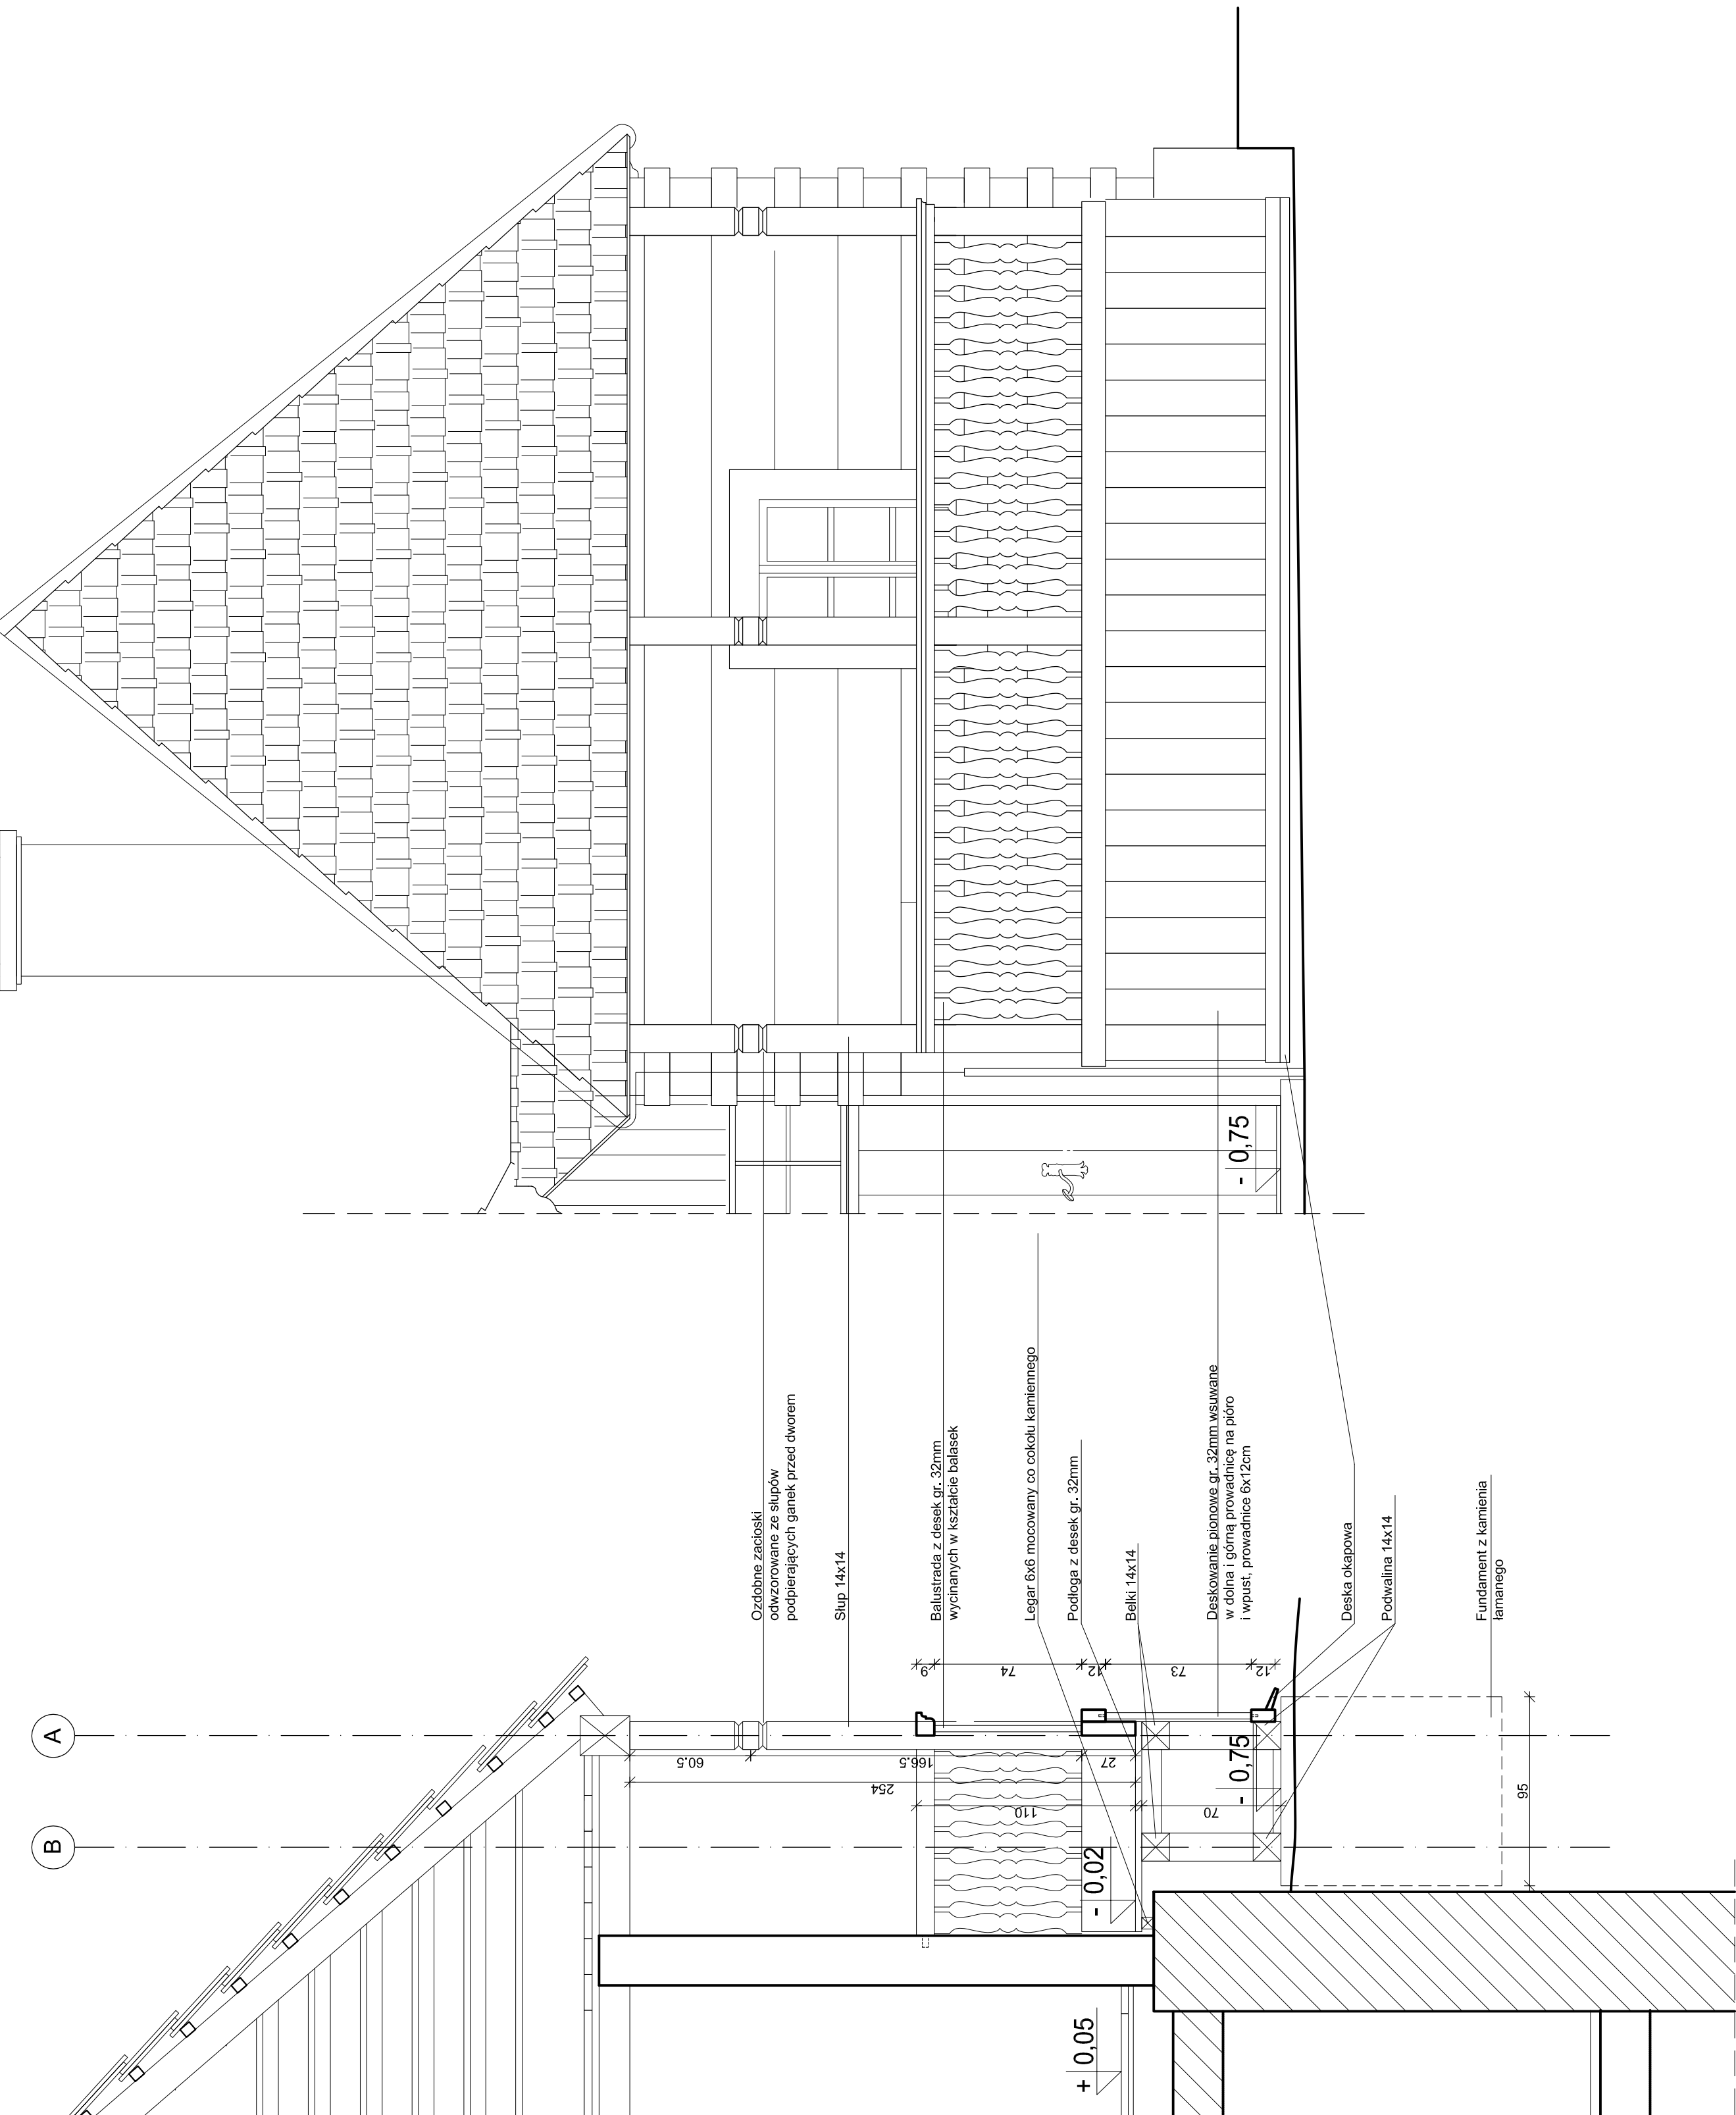 A
B
Ozdobne zacioski
odwzorowane ze słupów
podpierających ganek przed dworem
Słup 14x14
Balustrada z desek gr. 32mm
wycinanych w kształcie balasek
Legar 6x6 mocowany co cokołu kamiennego
Podłoga z desek gr. 32mm
Belki 14x14
Deskowanie pionowe gr. 32mm wsuwane
w dolna i górną prowadnicę na pióro
i wpust, prowadnice 6x12cm
Deska okapowa
Podwalina 14x14
Fundament z kamienia
łamanego
- 0,75
9
74
12
73
12
60.5
166.5
27
254
110
70
- 0,75
95
- 0,02
+ 0,05